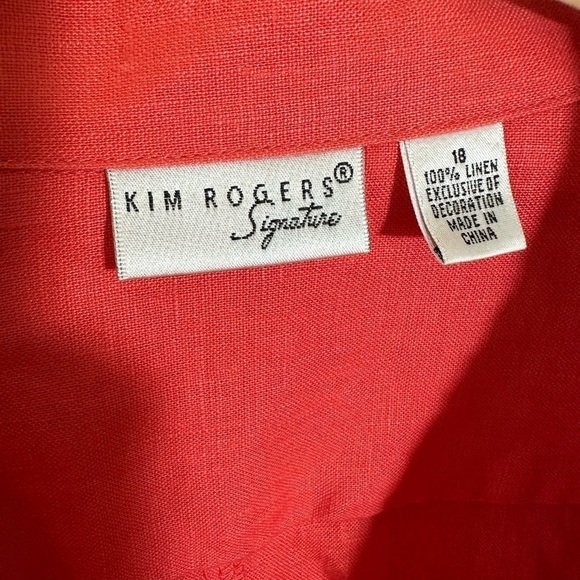 KIM ROGERS®
Signature
18
100% LINEN
EXCLUSIVE OF
DECORATION
MADE IN
CHINA